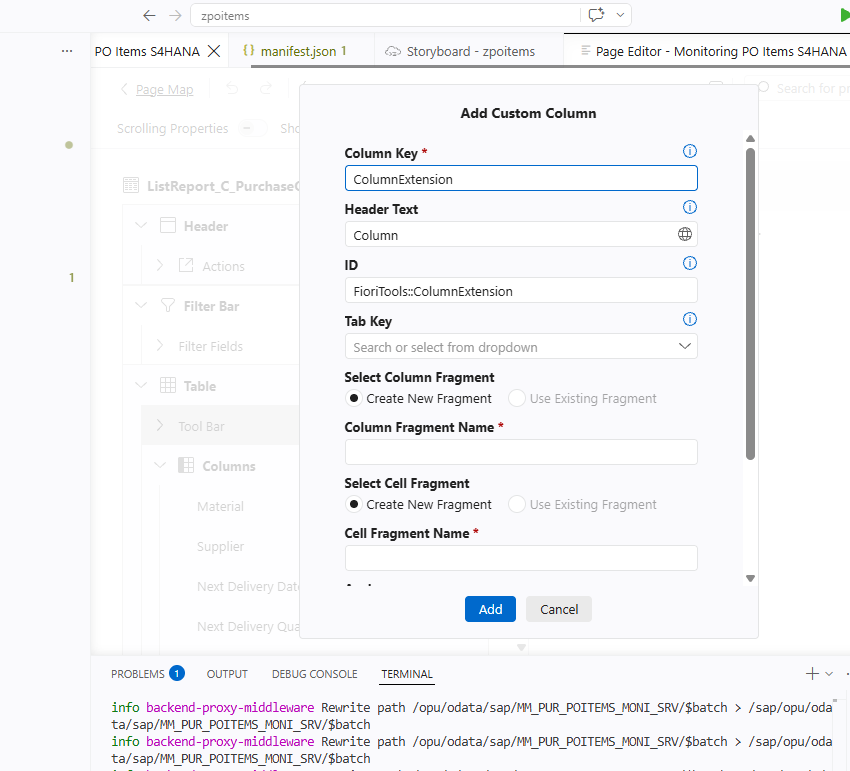 zpoitems
PO Items S4HANA
{} manifest.json 1
Storyboard - zpoitems
Page Editor - Monitoring PO Items S4HANA
Page Map
Search for pr
Scrolling Properties
Sho
Add Custom Column
Column Key *
ColumnExtension
ListReport_C_PurchaseO
Header Text
Column
Header
Actions
ID
1
FioriTools::ColumnExtension
Filter Bar
Tab Key
Filter Fields
Search or select from dropdown
Select Column Fragment
Table
Create New Fragment
Use Existing Fragment
Tool Bar
Column Fragment Name *
Columns
Select Cell Fragment
Material
Create New Fragment
Use Existing Fragment
Cell Fragment Name *
Supplier
Next Delivery Date
Add
Cancel
Next Delivery Qua
PROBLEMS 1
OUTPUT
DEBUG CONSOLE
TERMINAL
info backend-proxy-middleware Rewrite path /opu/odata/sap/MM_PUR_POITEMS_MONI_SRV/$batch > /sap/opu/oda
ta/sap/MM_PUR_POITEMS_MONI_SRV/$batch
info backend-proxy-middleware Rewrite path /opu/odata/sap/MM_PUR_POITEMS_MONI_SRV/$batch > /sap/opu/oda
ta/sap/MM_PUR_POITEMS_MONI_SRV/$batch